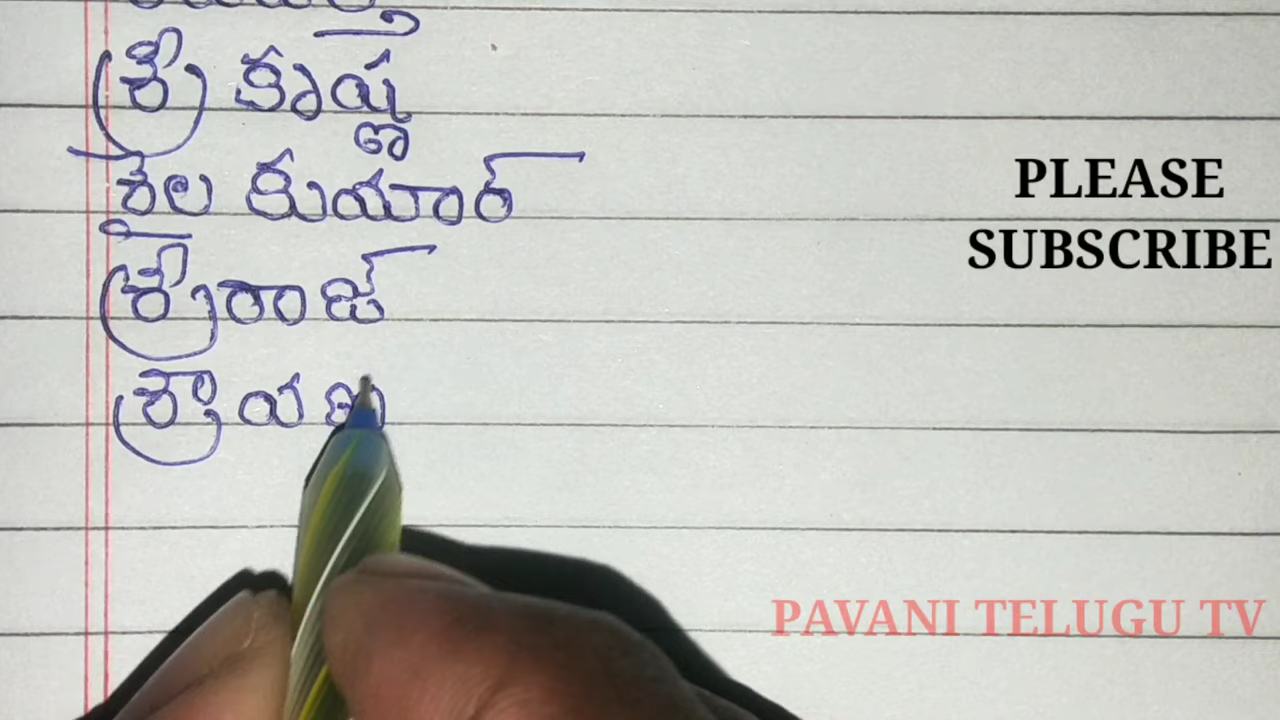 శ్రీ కృష్ణ
శైల కుమార్
శ్రీరాజ్
PLEASE
SUBSCRIBE
PAVANI TELUGU TV